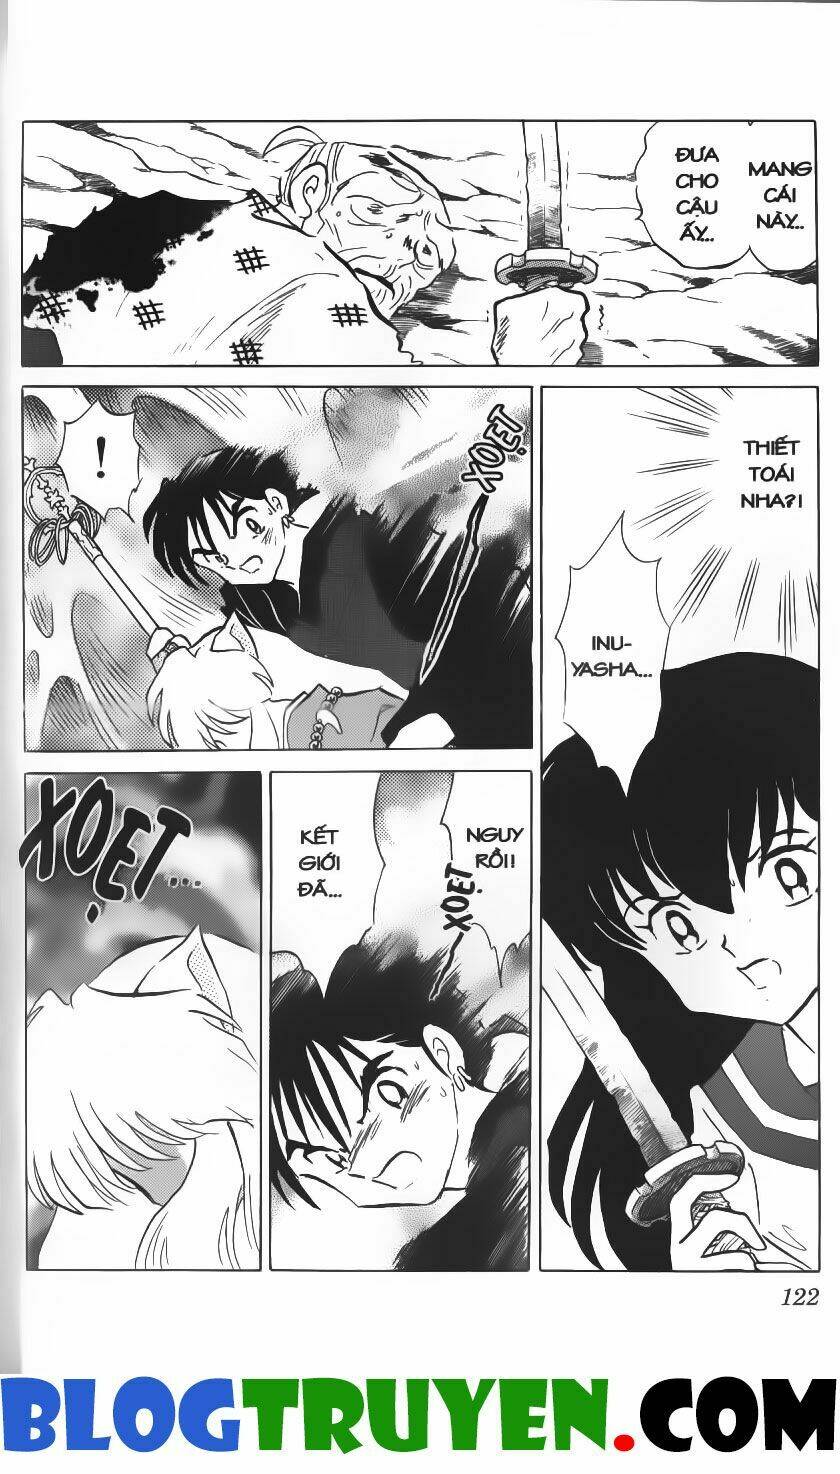 MANG
CÁI
NÀY...
ĐƯA
CHO
CẬU
ẤY...
THIẾT
TOÁI
NHA?!
INU-
YASHA...
XOẸT
!
NGUY
RỒI!
XOẸT
KẾT
GIỚI
ĐÃ...
XOẸT...
122
BLOGTRUYEN.COM